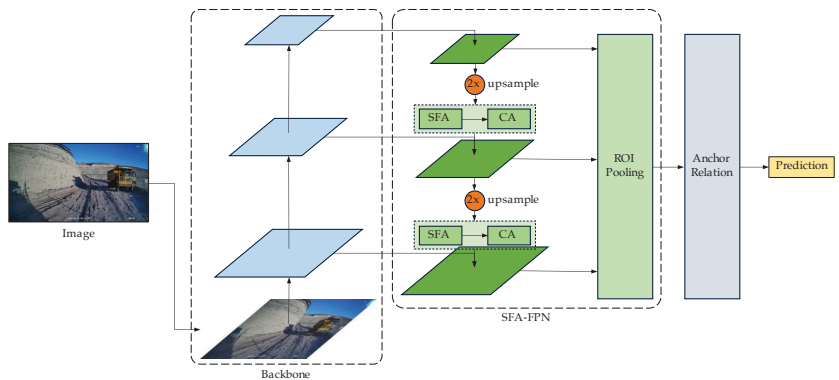 2x upsample
SFA CA
ROI
Pooling
Anchor
Relation
Prediction
2x upsample
SFA CA
Image
SFA-FPN
Backbone